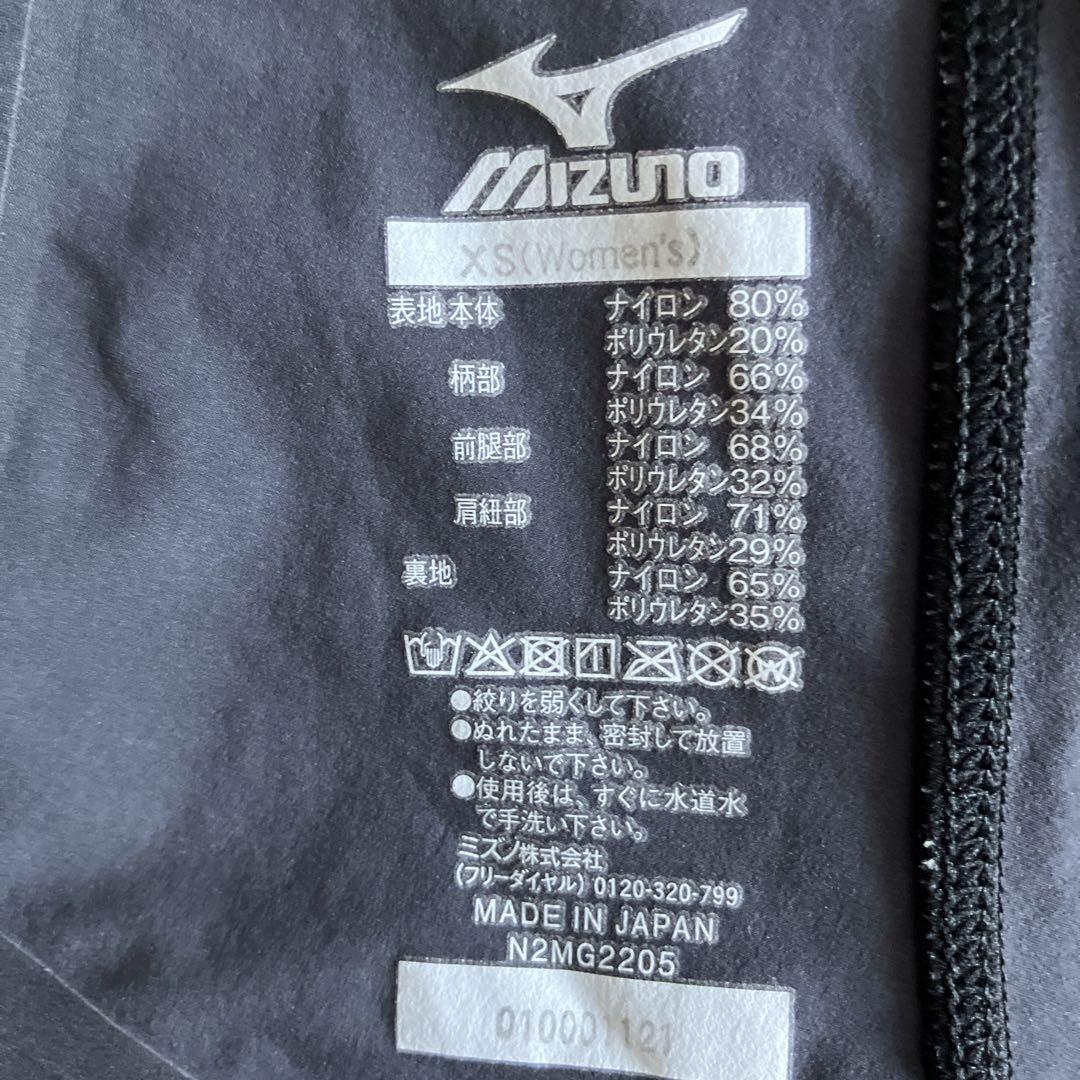 MIZUNO
XS(Women's)
表地 本体 ナイロン 80%
ポリウレタン20%
柄部 ナイロン 66%
ポリウレタン34%
前腿部 ナイロン 68%
ポリウレタン32%
肩紐部 ナイロン 71%
ポリウレタン29%
裏地 ナイロン 65%
ポリウレタン35%
W
●絞りを弱くして下さい。
●ぬれたまま、密封して放置
しないで下さい。
●使用後は、すぐに水道水
で手洗い下さい。
ミズノ株式会社
(フリーダイヤル) 0120-320-799
MADE IN JAPAN
N2MG2205
010001121